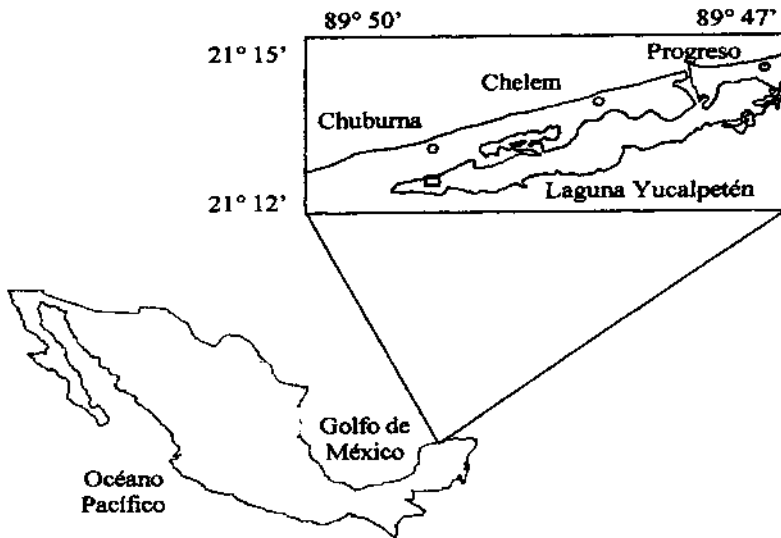 89° 50’ 89° 47’
21° 15’
Progreso
Chelem
Chuburna
21° 12’
Laguna Yucalpetén
Golfo de
México
Océano
Pacífico